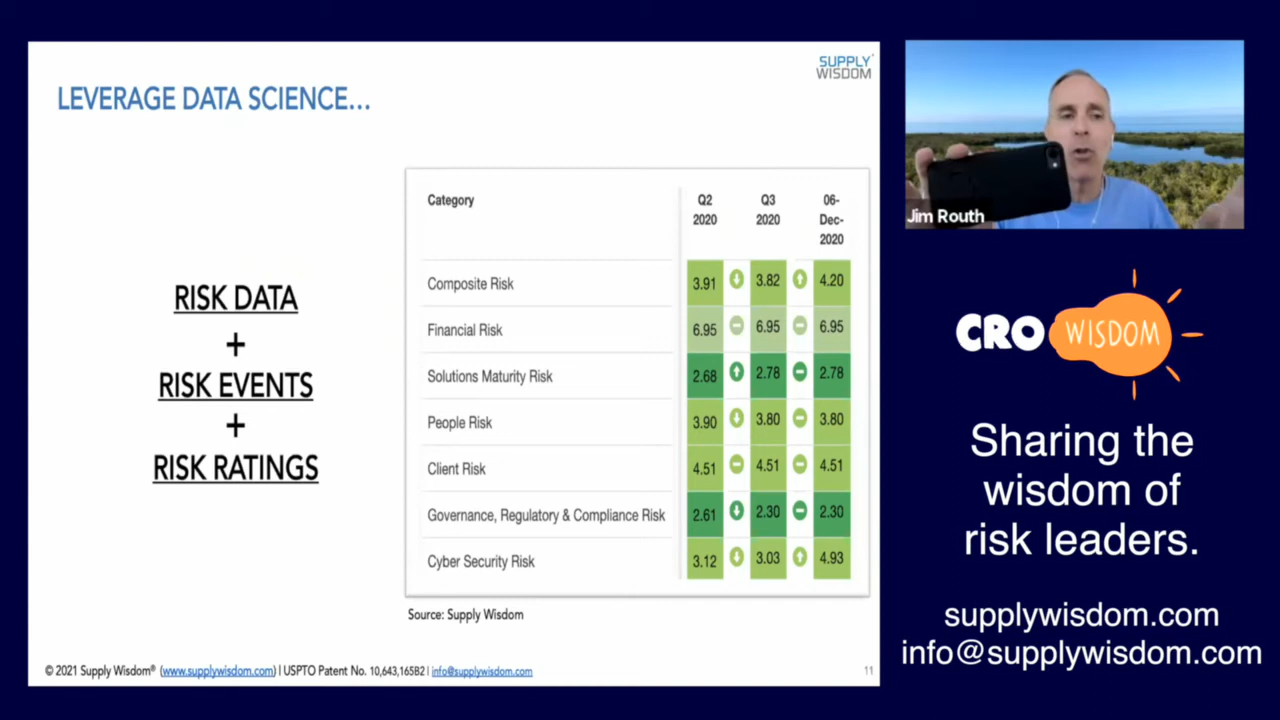 SUPPLY
WISDOM
LEVERAGE DATA SCIENCE...
RISK DATA
+
RISK EVENTS
+
RISK RATINGS
Category Q2 2020 Q3 2020 06-Dec-2020
Composite Risk 3.91 3.82 4.20
Financial Risk 6.95 6.95 6.95
Solutions Maturity Risk 2.68 2.78 2.78
People Risk 3.90 3.80 3.80
Client Risk 4.51 4.51 4.51
Governance, Regulatory & Compliance Risk 2.61 2.30 2.30
Cyber Security Risk 3.12 3.03 4.93
Source: Supply Wisdom
© 2021 Supply Wisdom® (www.supplywisdom.com) | USPTO Patent No. 10,643,165B2 | info@supplywisdom.com
11
Jim Routh
CRO WISDOM
Sharing the
wisdom of
risk leaders.
supplywisdom.com
info@supplywisdom.com